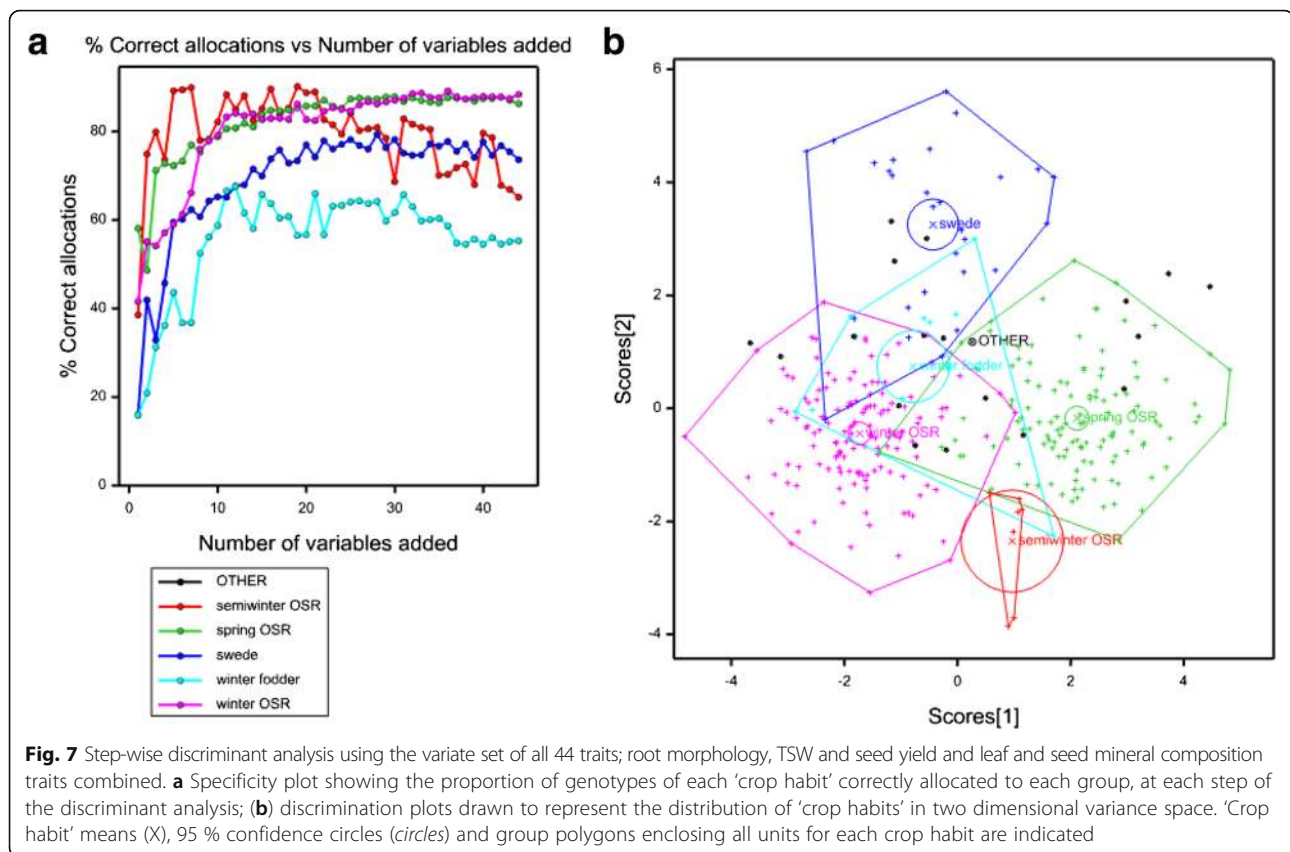 a
% Correct allocations vs Number of variables added
% Correct allocations
80
60
40
20
0
0
10
20
30
40
Number of variables added
OTHER
semiwinter OSR
spring OSR
swede
winter fodder
winter OSR
b
Scores[2]
6
4
2
0
-2
-4
-4
-2
0
2
4
Scores[1]
swede
OTHER
winter fodder
winter OSR
spring OSR
semiwinter OSR
Fig. 7 Step-wise discriminant analysis using the variate set of all 44 traits; root morphology, TSW and seed yield and leaf and seed mineral composition
traits combined. a Specificity plot showing the proportion of genotypes of each ‘crop habit’ correctly allocated to each group, at each step of
the discriminant analysis; (b) discrimination plots drawn to represent the distribution of ‘crop habits’ in two dimensional variance space. ‘Crop
habit’ means (X), 95 % confidence circles (circles) and group polygons enclosing all units for each crop habit are indicated